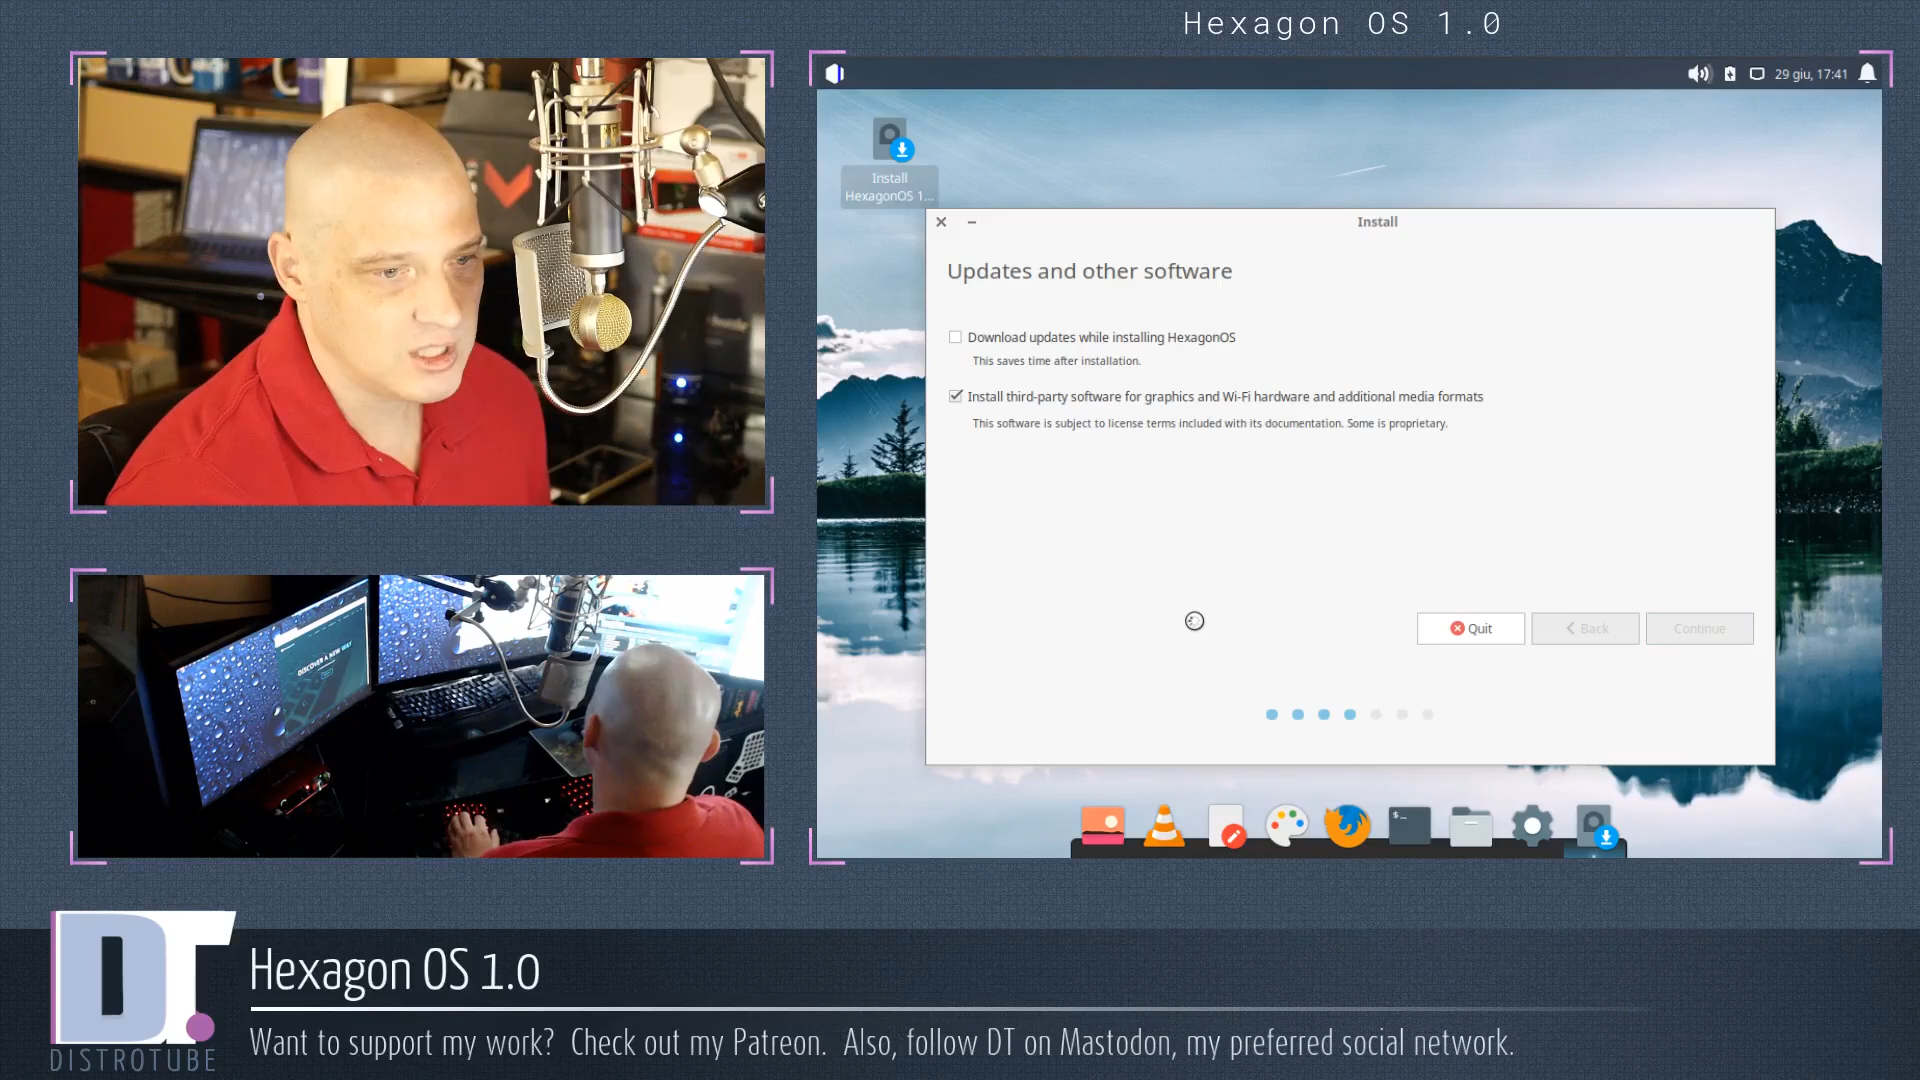 Hexagon OS 1.0
29 giu, 17:41
Install
HexagonOS 1...
Install
Updates and other software
Download updates while installing HexagonOS
This saves time after installation.
Install third-party software for graphics and Wi-Fi hardware and additional media formats
This software is subject to license terms included with its documentation. Some is proprietary.
Quit
Back
Continue
DISCOVER A NEW WAY
$_
DT
DISTROTUBE
Hexagon OS 1.0
Want to support my work? Check out my Patreon. Also, follow DT on Mastodon, my preferred social network.